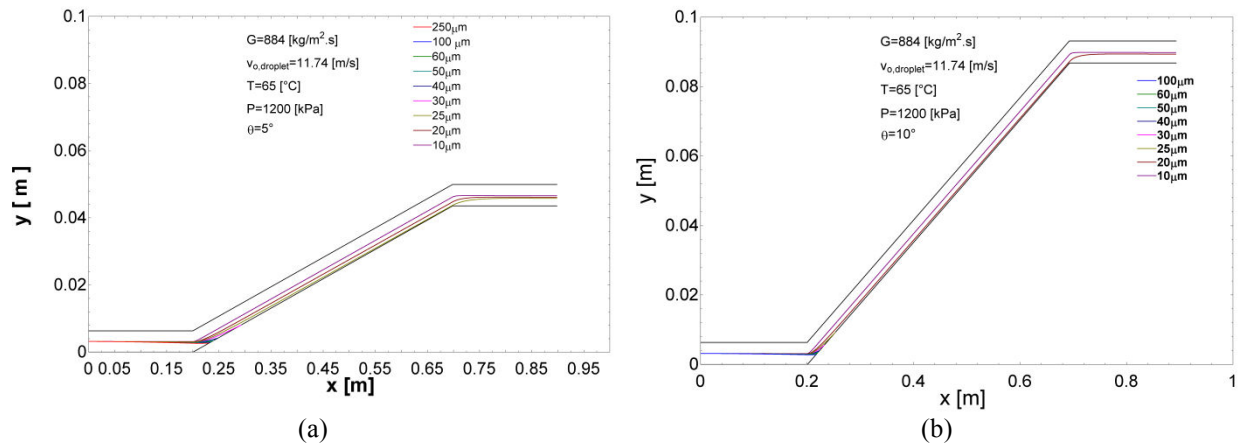 0.1
0.08
0.06
0.04
0.02
0
y [ m ]
G=884 [kg/m².s]
vo,droplet=11.74 [m/s]
T=65 [°C]
P=1200 [kPa]
θ=5°
250μm
100 μm
60μm
50μm
40μm
30μm
25μm
20μm
10μm
0 0.05 0.15 0.25 0.35 0.45 0.55 0.65 0.75 0.85
x [m]
(a)
0.1
0.08
0.06
0.04
0.02
0
y [m]
G=884 [kg/m².s]
vo,droplet=11.74 [m/s]
T=65 [°C]
P=1200 [kPa]
θ=10°
100μm
60μm
50μm
40μm
30μm
25μm
20μm
10μm
0 0.2 0.4 0.6 0.8 1
x [m]
(b)